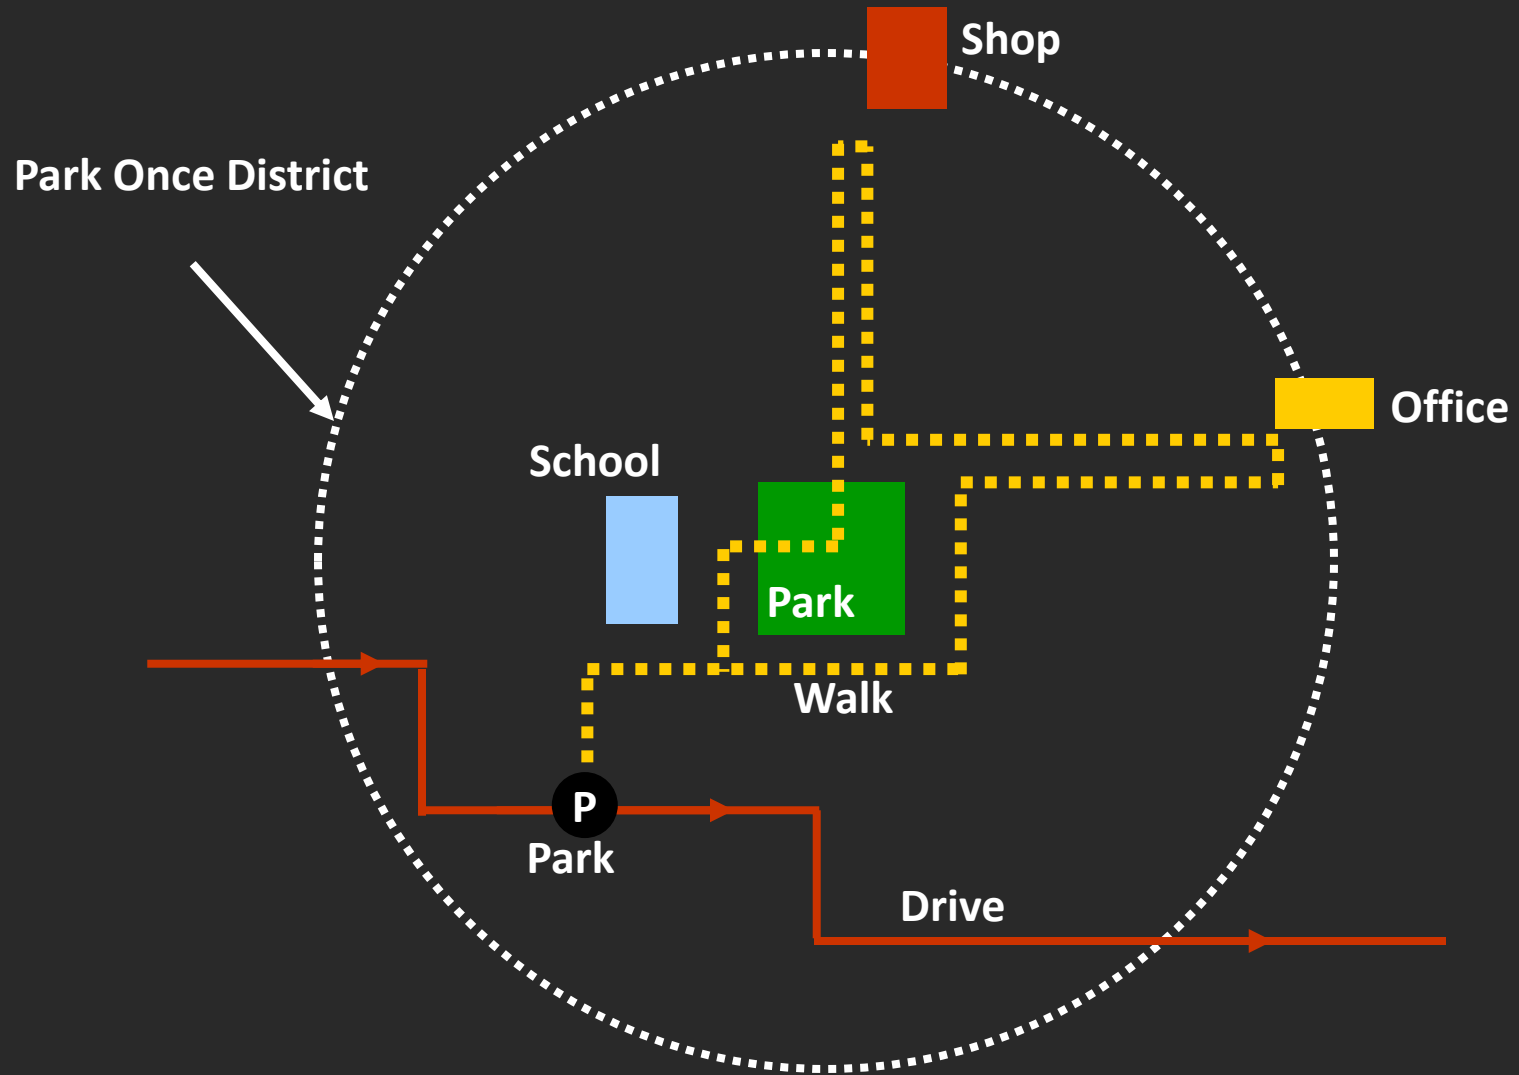 Shop
Park Once District
Office
School
Park
Walk
P
Park
Drive